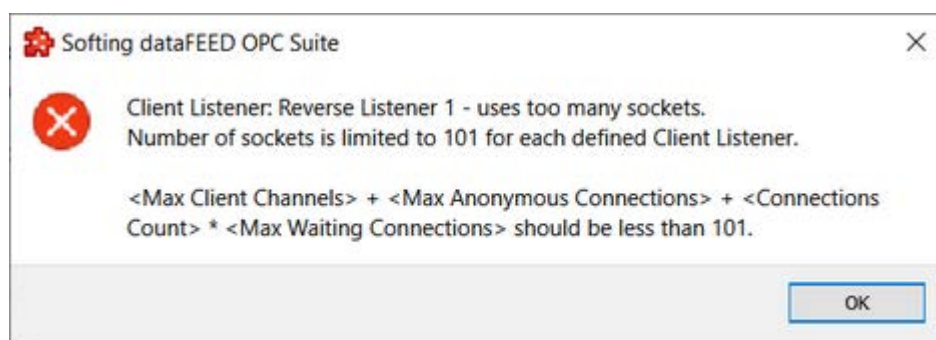 Softing dataFEED OPC Suite
Client Listener: Reverse Listener 1 - uses too many sockets.
Number of sockets is limited to 101 for each defined Client Listener.
<Max Client Channels> + <Max Anonymous Connections> + <Connections
Count> * <Max Waiting Connections> should be less than 101.
OK